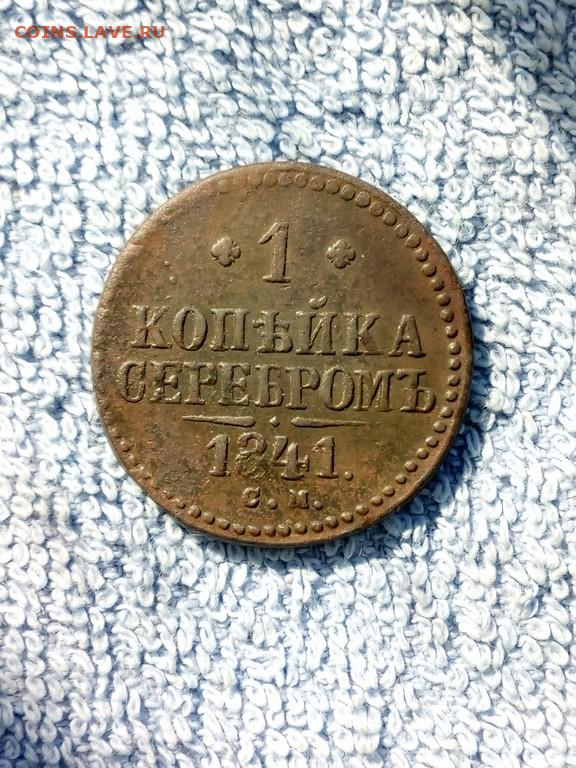 COINS.LAVE.RU
1
КОПѢЙКА
СЕРЕБРОМЪ
1841.
С. М.